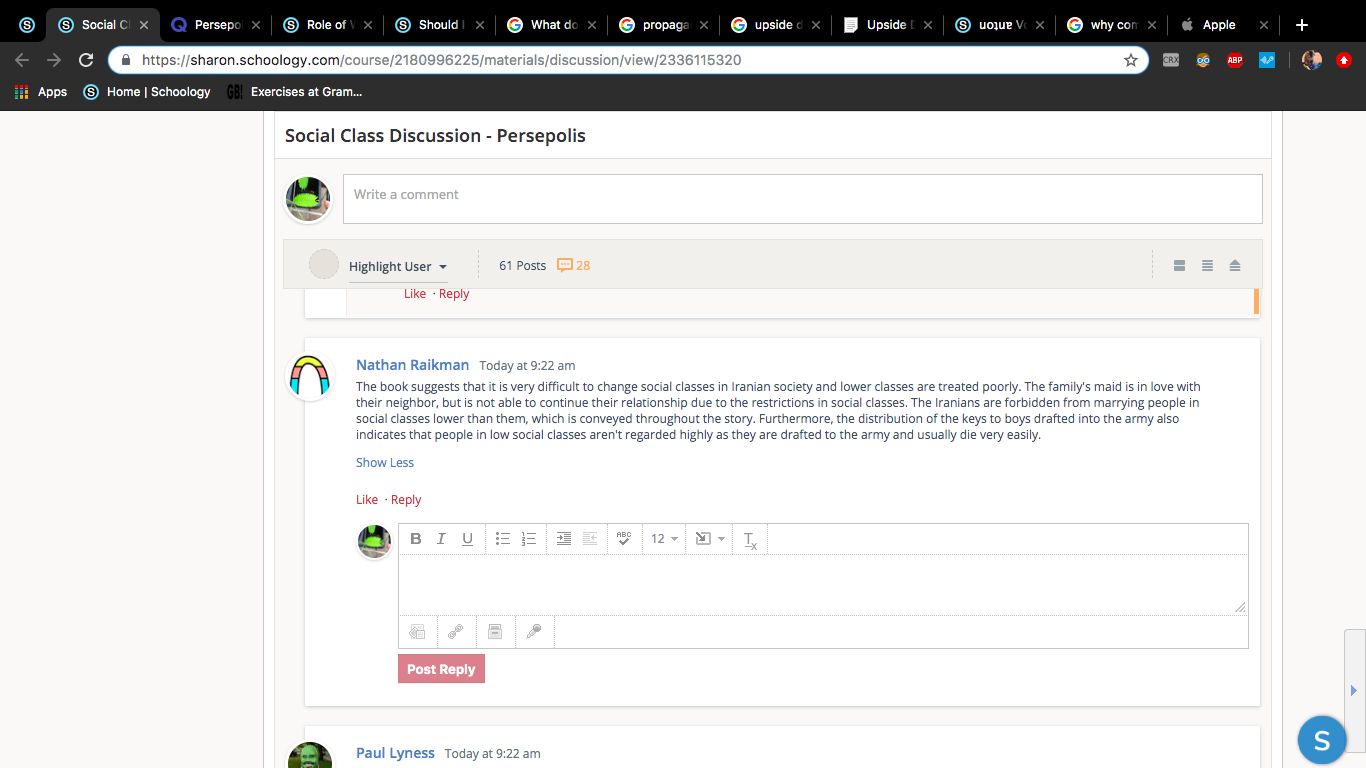 Social Cl
Persepol
Role of V
Should I
What do
propaga
upside d
Upside D
uoʇuɐ Vo
why com
Apple
https://sharon.schoology.com/course/2180996225/materials/discussion/view/2336115320
CRX
ABP
Apps
Home | Schoology
GB!
Exercises at Gram...
Social Class Discussion - Persepolis
Write a comment
Highlight User
61 Posts
28
Like · Reply
Nathan Raikman Today at 9:22 am
The book suggests that it is very difficult to change social classes in Iranian society and lower classes are treated poorly. The family's maid is in love with
their neighbor, but is not able to continue their relationship due to the restrictions in social classes. The Iranians are forbidden from marrying people in
social classes lower than them, which is conveyed throughout the story. Furthermore, the distribution of the keys to boys drafted into the army also
indicates that people in low social classes aren't regarded highly as they are drafted to the army and usually die very easily.
Show Less
Like · Reply
B I U
ABC
12
Tx
Post Reply
Paul Lyness Today at 9:22 am
S